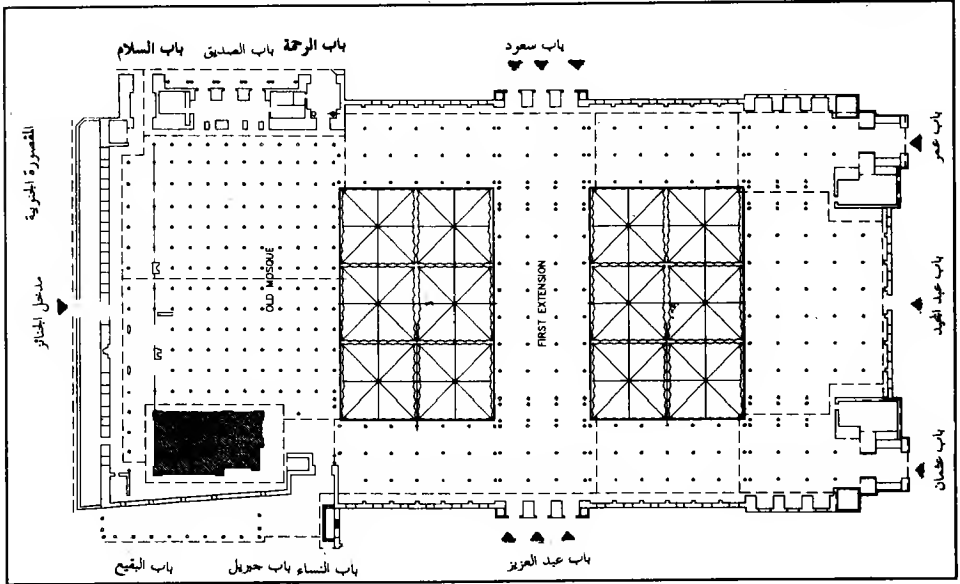 باب السلام
باب الصديق
باب الرحمة
باب سعود
المقصورة الجنوبية
مدخل الجنائز
OLD MOSQUE
FIRST EXTENSION
باب عمر
باب عبد المجيد
باب عثمان
باب البقيع
باب جبريل
باب النساء
باب عبد العزيز